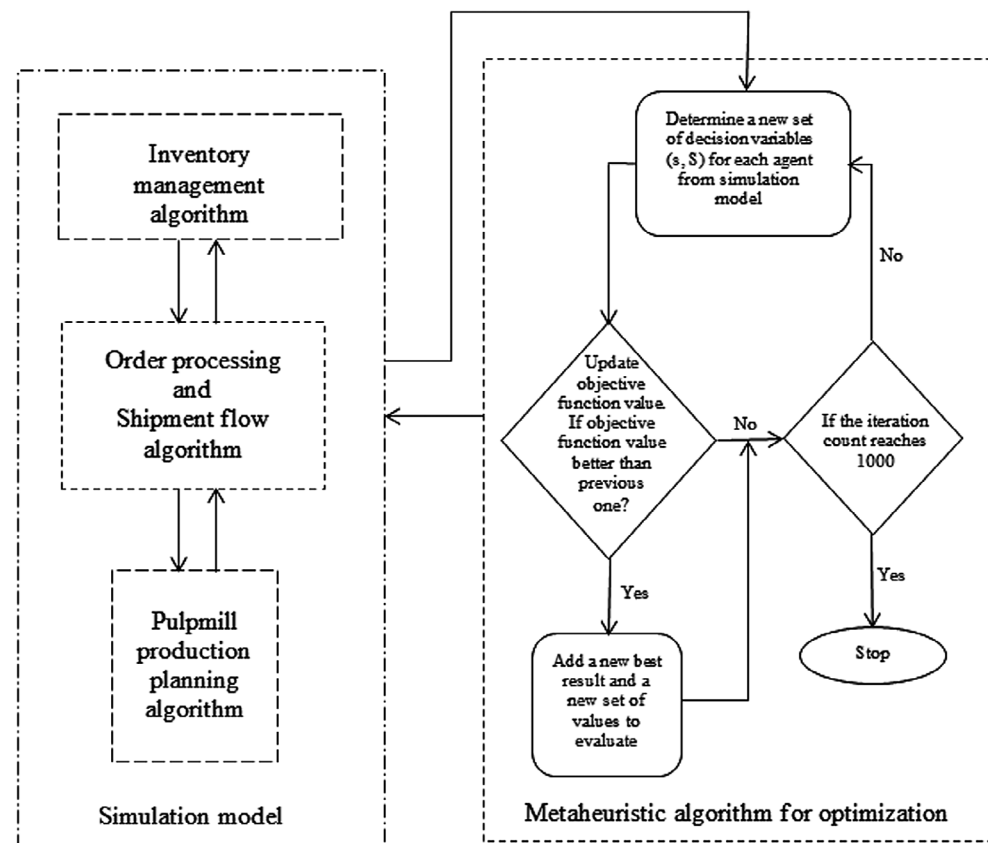 Inventory
management
algorithm
Order processing
and
Shipment flow
algorithm
Pulpmill
production
planning
algorithm
Simulation model
Determine a new set
of decision variables
(s, S) for each agent
from simulation
model
No
Update
objective
function value.
If objective
function value
better than
previous
one?
No
If the iteration
count reaches
1000
Yes
Yes
Add a new best
result and a
new set of
values to
evaluate
Stop
Metaheuristic algorithm for optimization